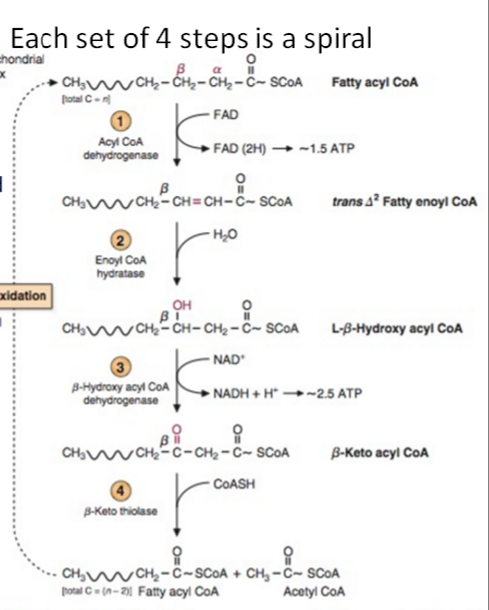 Each set of 4 steps is a spiral
chondrial
x
β α O
CH₃ CH₂–CH₂–CH₂–C~ SCoA Fatty acyl CoA
[total C = n]
1
FAD
Acyl CoA
dehydrogenase
FAD (2H) → ~1.5 ATP
β O
CH₃ CH₂–CH=CH–C~ SCoA trans Δ² Fatty enoyl CoA
2
H₂O
Enoyl CoA
hydratase
xidation
OH
β O
CH₃ CH₂–CH–CH₂–C~ SCoA L-β-Hydroxy acyl CoA
3
NAD⁺
β-Hydroxy acyl CoA
dehydrogenase
NADH + H⁺ → ~2.5 ATP
O O
β
CH₃ CH₂–C–CH₂–C~ SCoA β-Keto acyl CoA
4
CoASH
β-Keto thiolase
O O
CH₃ CH₂–C~SCoA + CH₃–C~ SCoA
[total C = (n – 2)] Fatty acyl CoA Acetyl CoA